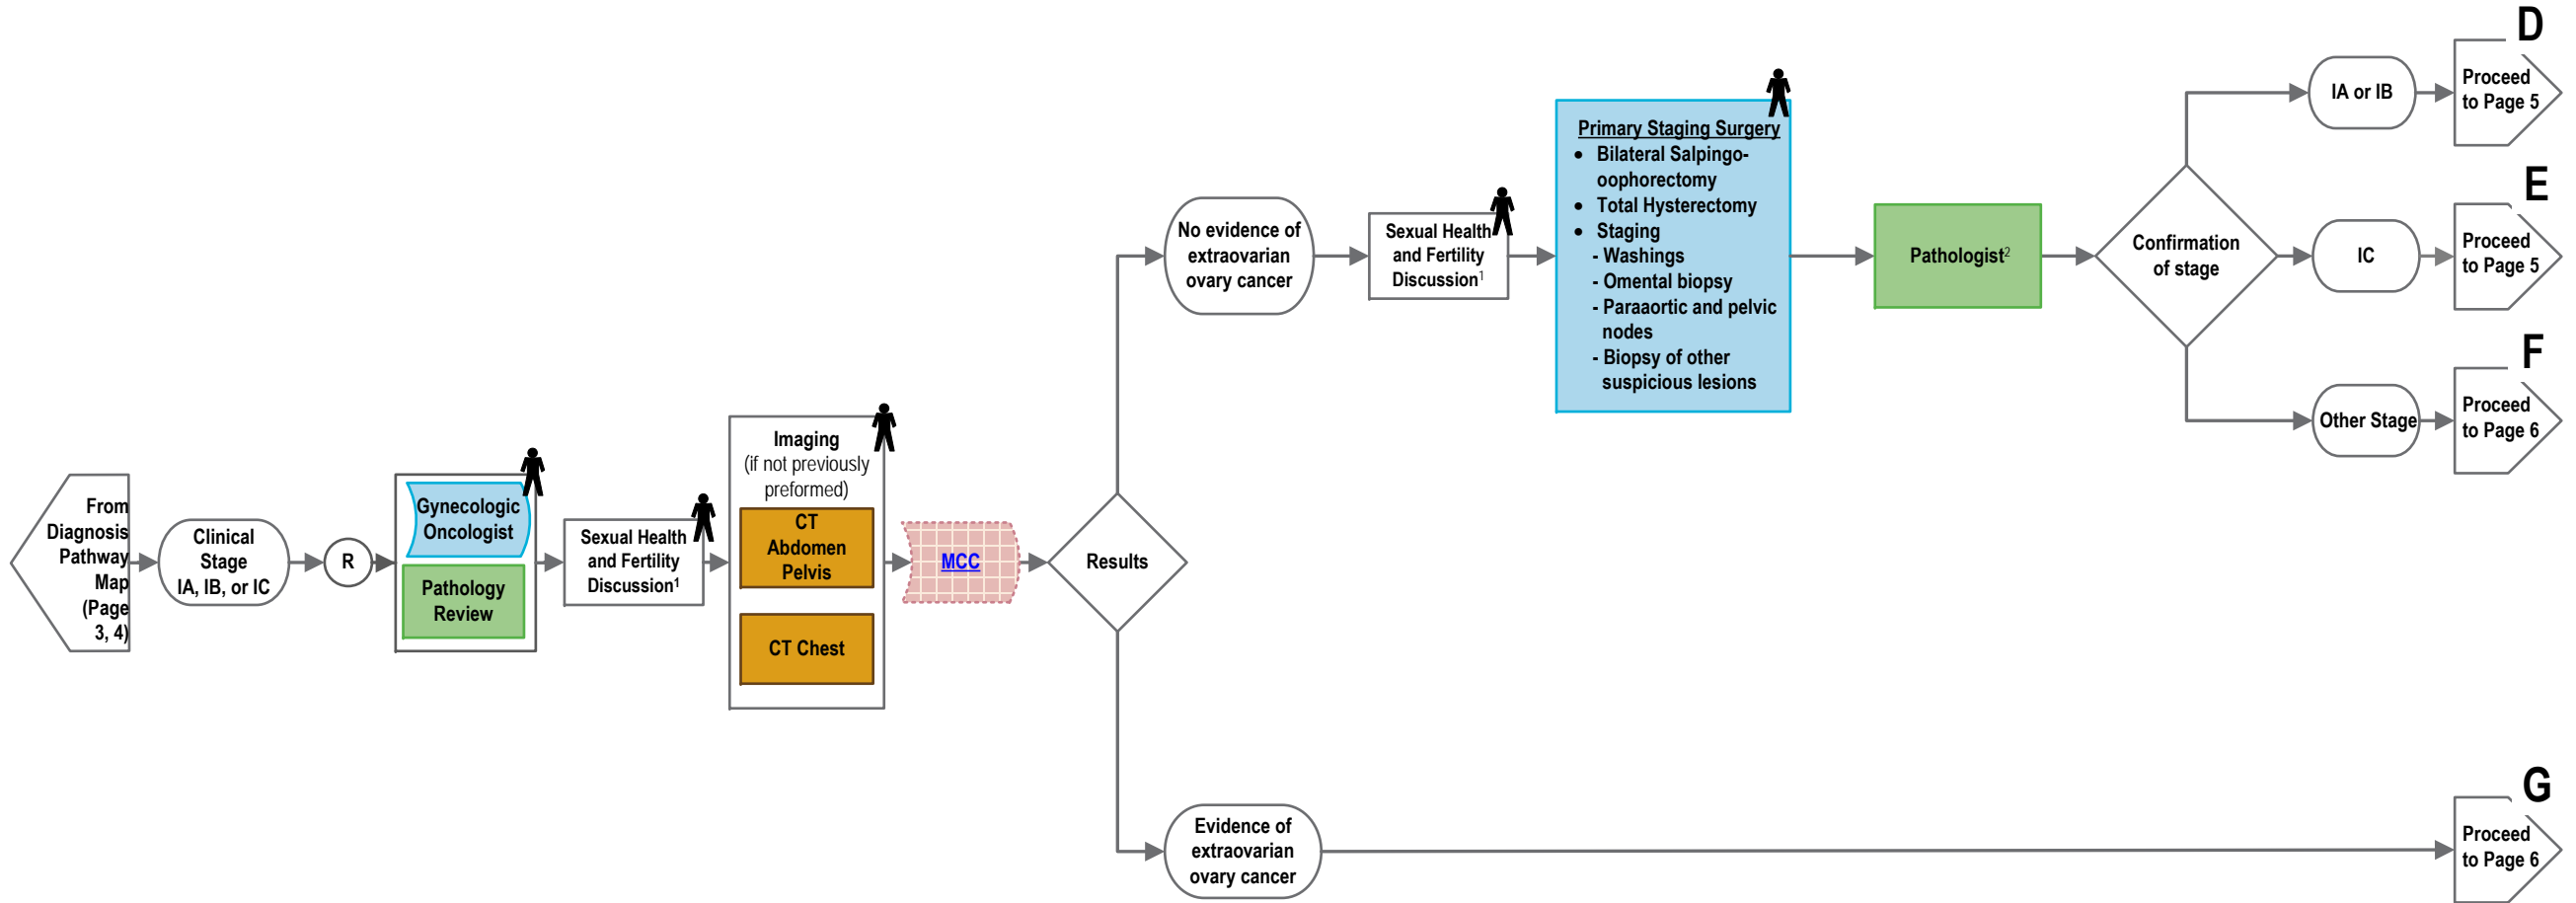 From
Diagnosis
Pathway
Map
(Page
3, 4)
Clinical
Stage
IA, IB, or IC
R
Gynecologic
Oncologist
Pathology
Review
Sexual Health
and Fertility
Discussion¹
Imaging
(if not previously
preformed)
CT
Abdomen
Pelvis
CT Chest
MCC
Results
No evidence of
extraovarian
ovary cancer
Sexual Health
and Fertility
Discussion¹
Primary Staging Surgery
• Bilateral Salpingo-
oophorectomy
• Total Hysterectomy
• Staging
- Washings
- Omental biopsy
- Paraaortic and pelvic
nodes
- Biopsy of other
suspicious lesions
Pathologist²
Confirmation
of stage
IA or IB
D
Proceed
to Page 5
IC
E
Proceed
to Page 5
Other Stage
F
Proceed
to Page 6
Evidence of
extraovarian
ovary cancer
G
Proceed
to Page 6